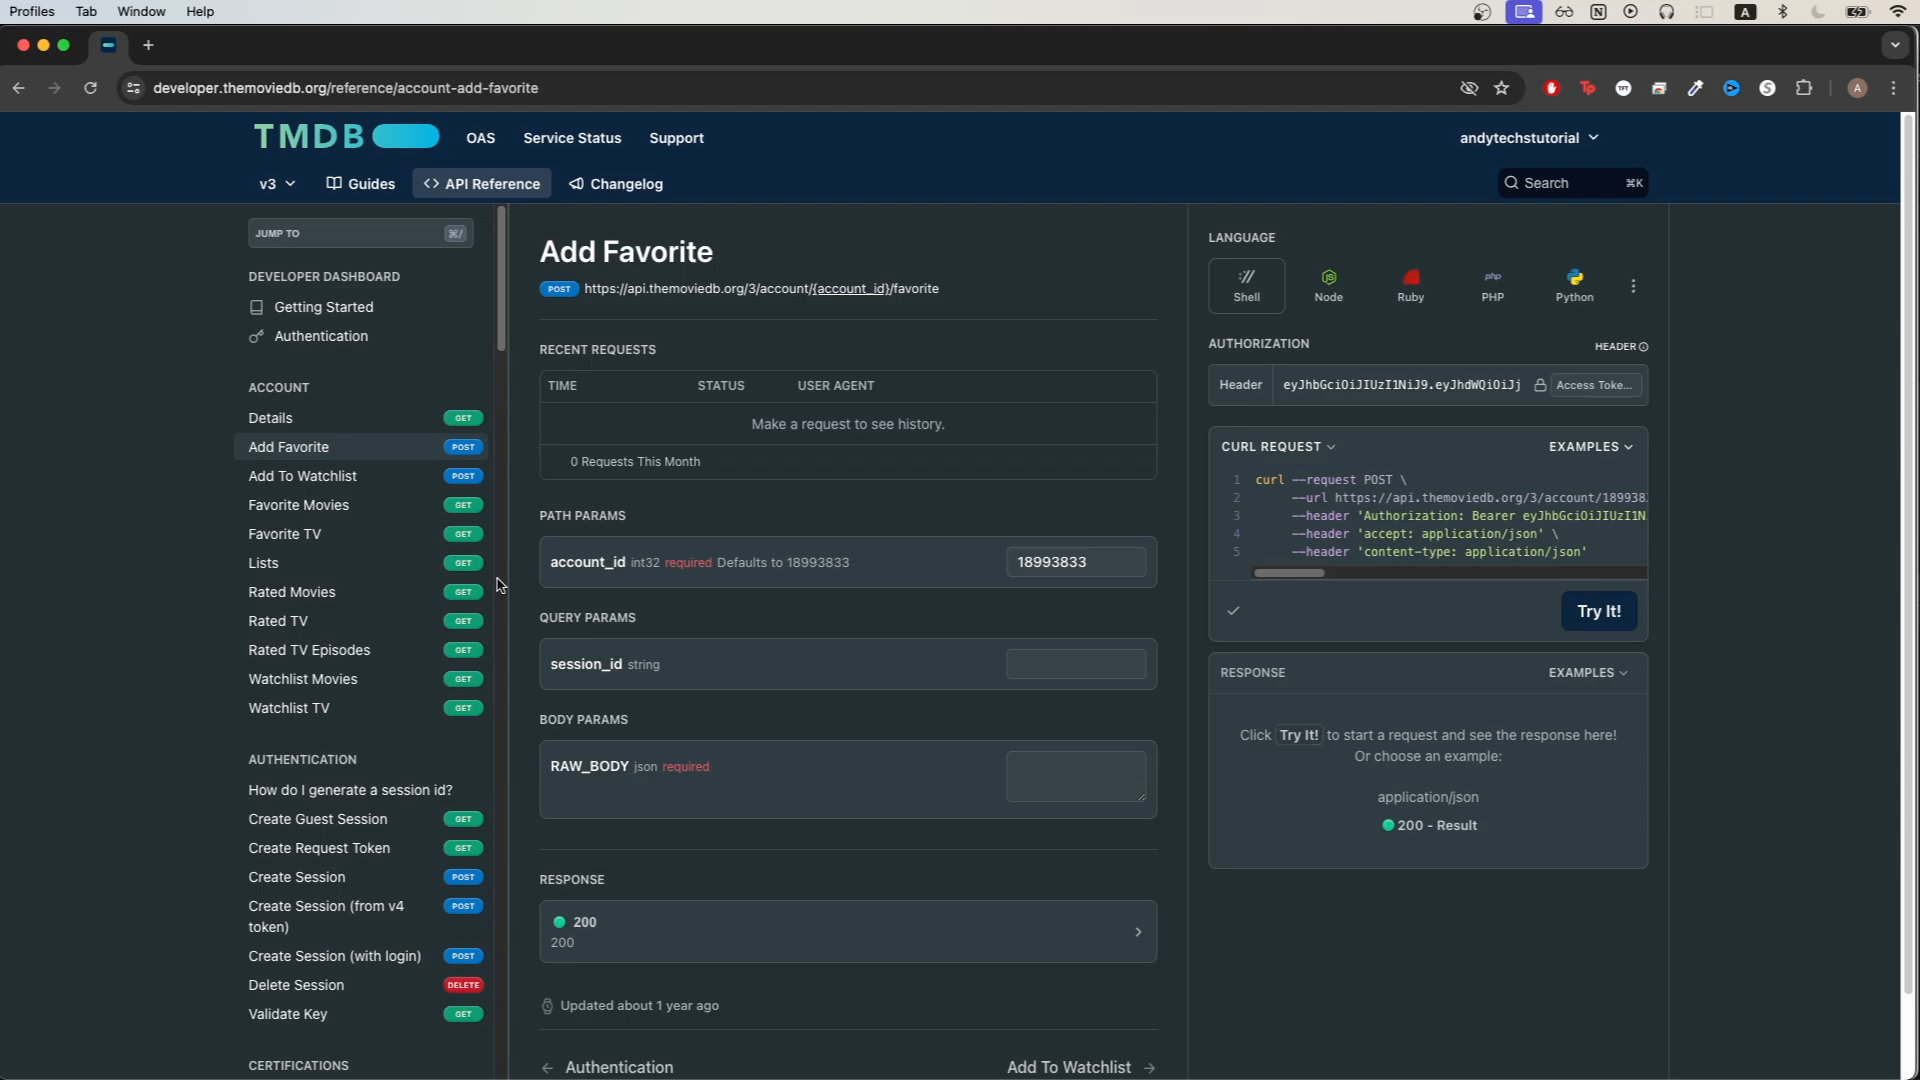 Profiles Tab Window Help
A
developer.themoviedb.org/reference/account-add-favorite
A
TMDB OAS Service Status Support andytechstutorial
v3 Guides <> API Reference Changelog Search ⌘K
JUMP TO ⌘/
DEVELOPER DASHBOARD
Getting Started
Authentication
ACCOUNT
Details GET
Add Favorite POST
Add To Watchlist POST
Favorite Movies GET
Favorite TV GET
Lists GET
Rated Movies GET
Rated TV GET
Rated TV Episodes GET
Watchlist Movies GET
Watchlist TV GET
AUTHENTICATION
How do I generate a session id?
Create Guest Session GET
Create Request Token GET
Create Session POST
Create Session (from v4 POST
token)
Create Session (with login) POST
Delete Session DELETE
Validate Key GET
CERTIFICATIONS
Add Favorite
POST https://api.themoviedb.org/3/account/{account_id}/favorite
RECENT REQUESTS
TIME STATUS USER AGENT
Make a request to see history.
0 Requests This Month
PATH PARAMS
account_id int32 required Defaults to 18993833 18993833
QUERY PARAMS
session_id string
BODY PARAMS
RAW_BODY json required
RESPONSE
200
200
Updated about 1 year ago
← Authentication Add To Watchlist →
LANGUAGE
Shell Node Ruby php PHP Python
AUTHORIZATION HEADER
Header eyJhbGciOiJIUzI1NiJ9.eyJhdWQiOiJj Access Toke...
CURL REQUEST EXAMPLES
1 curl --request POST \
2 --url https://api.themoviedb.org/3/account/189938
3 --header 'Authorization: Bearer eyJhbGciOiJIUzI1N
4 --header 'accept: application/json' \
5 --header 'content-type: application/json'
Try It!
RESPONSE EXAMPLES
Click Try It! to start a request and see the response here!
Or choose an example:
application/json
200 - Result